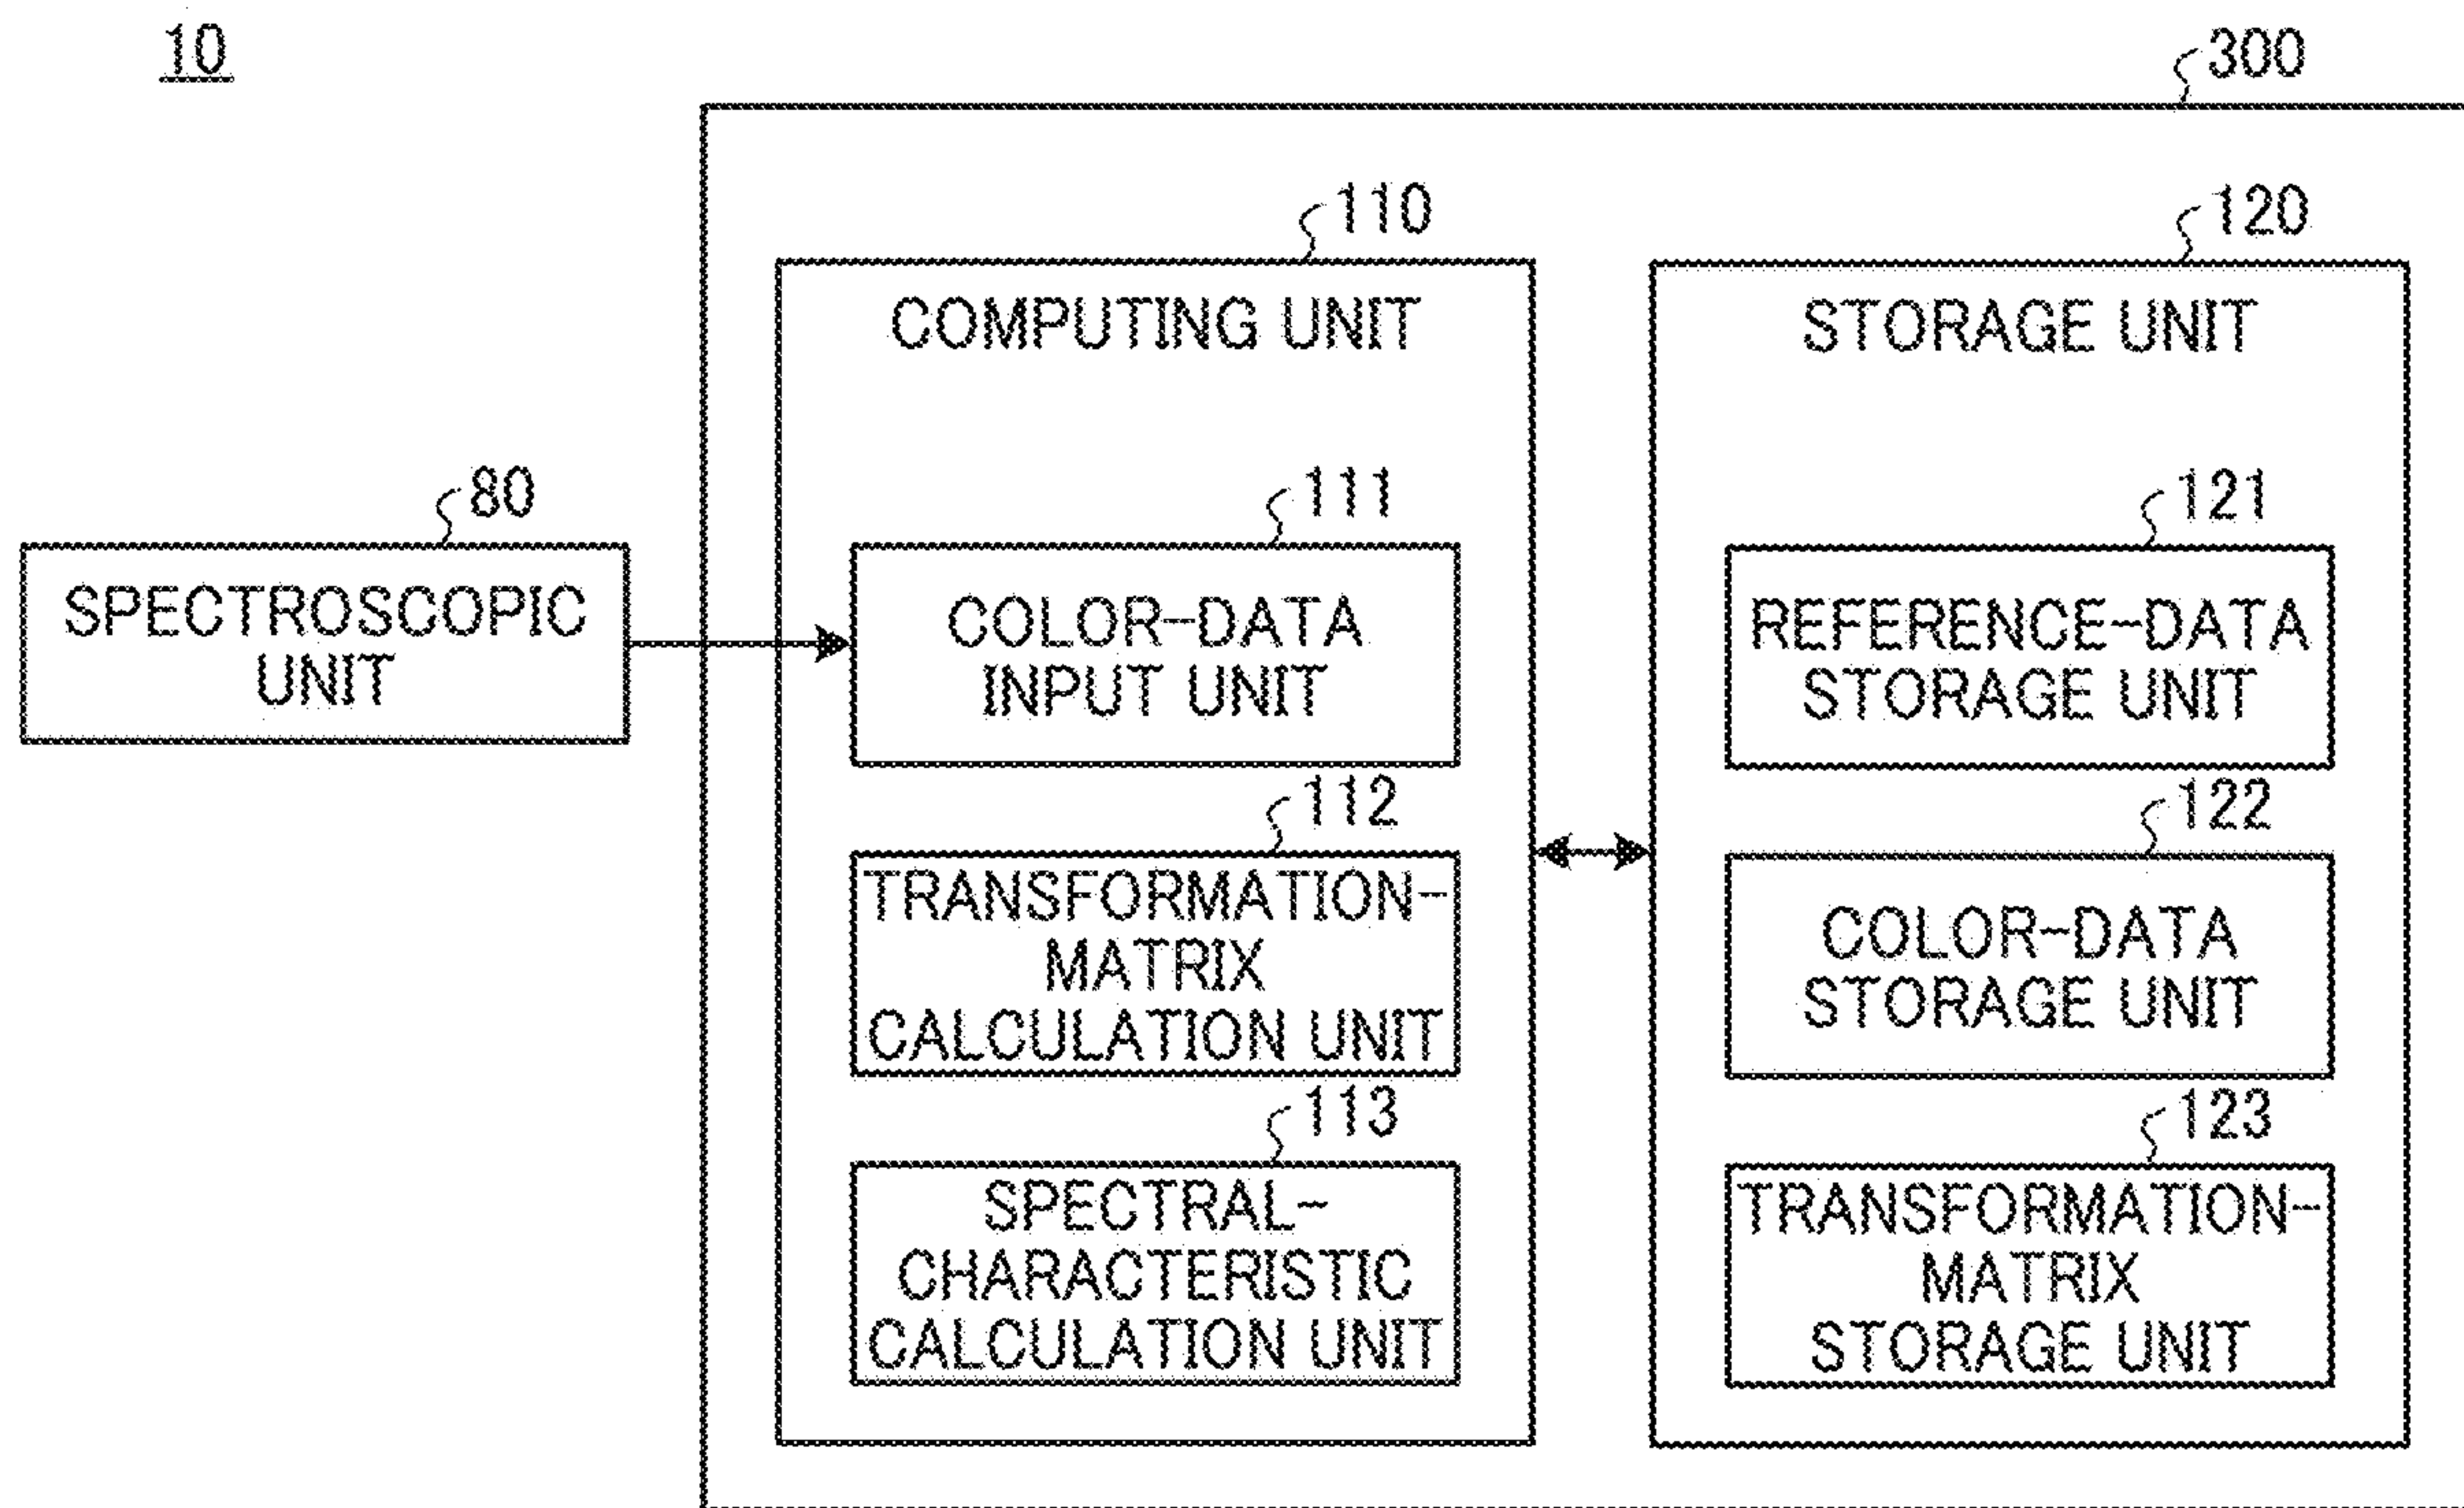 10
300
110
120
COMPUTING UNIT
STORAGE UNIT
80
111
121
SPECTROSCOPIC
UNIT
COLOR-DATA
INPUT UNIT
REFERENCE-DATA
STORAGE UNIT
112
122
TRANSFORMATION-
MATRIX
CALCULATION UNIT
COLOR-DATA
STORAGE UNIT
113
123
SPECTRAL-
CHARACTERISTIC
CALCULATION UNIT
TRANSFORMATION-
MATRIX
STORAGE UNIT